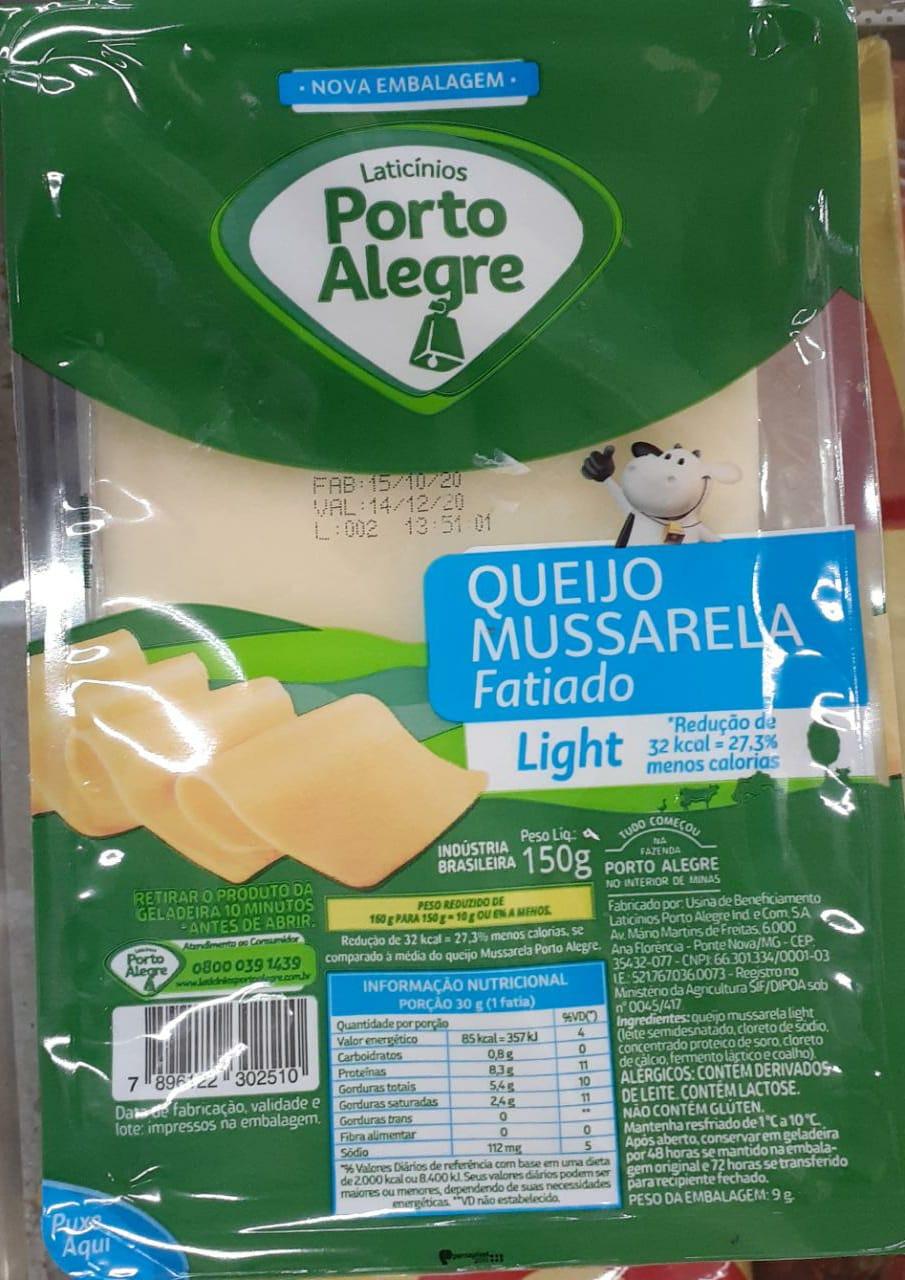 • NOVA EMBALAGEM •
Laticínios
Porto
Alegre
FAB:15/10/20
VAL:14/12/20
L:002 13:51:01
QUEIJO
MUSSARELA
Fatiado
Light
*Redução de
32 kcal = 27,3%
menos calorias
INDÚSTRIA
BRASILEIRA
Peso Liq.:
150g
TUDO COMEÇOU
NA
FAZENDA
PORTO ALEGRE
NO INTERIOR DE MINAS
RETIRAR O PRODUTO DA
GELADEIRA 10 MINUTOS
ANTES DE ABRIR.
PESO REDUZIDO DE
160 g PARA 150 g = 10 g OU 6% A MENOS.
Redução de 32 kcal = 27,3% menos calorias, se
comparado à média do queijo Mussarela Porto Alegre.
Laticínios
Porto
Alegre
Atendimento ao Consumidor
0800 039 1439
www.laticiniosportoalegre.com.br
7 896122 302510
Data de fabricação, validade e
lote: impressos na embalagem.
INFORMAÇÃO NUTRICIONAL
PORÇÃO 30 g (1 fatia)
Quantidade por porção %VD(*)
Valor energético 85 kcal = 357 kJ 4
Carboidratos 0,8 g 0
Proteínas 8,3 g 11
Gorduras totais 5,4 g 10
Gorduras saturadas 2,4 g 11
Gorduras trans 0 **
Fibra alimentar 0 0
Sódio 112 mg 5
*% Valores Diários de referência com base em uma dieta
de 2.000 kcal ou 8.400 kJ. Seus valores diários podem ser
maiores ou menores, dependendo de suas necessidades
energéticas. **VD não estabelecido.
Fabricado por: Usina de Beneficiamento
Laticínios Porto Alegre Ind. e Com. S.A.
Av. Mário Martins de Freitas, 6.000
Ana Florência - Ponte Nova/MG - CEP:
35432-077 - CNPJ: 66.301.334/0001-03
I.E.: 521.767036.0073 - Registro no
Ministério da Agricultura SIF/DIPOA sob
nº 0045/417
Ingredientes: queijo mussarela light
(leite semidesnatado, cloreto de sódio,
concentrado proteico de soro, cloreto
de cálcio, fermento láctico e coalho).
ALÉRGICOS: CONTÉM DERIVADOS
DE LEITE. CONTÉM LACTOSE.
NÃO CONTÉM GLÚTEN.
Mantenha resfriado de 1 °C a 10 °C.
Após aberto, conservar em geladeira
por 48 horas se mantido na embala-
gem original e 72 horas se transferido
para recipiente fechado.
PESO DA EMBALAGEM: 9 g.
Puxe
Aqui